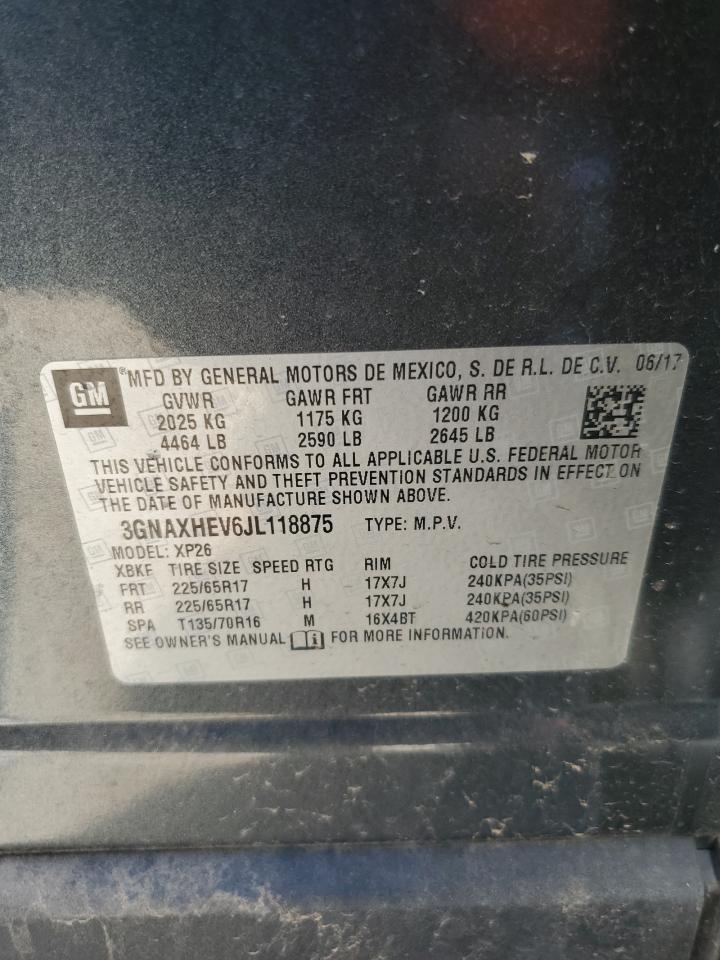 GM ®MFD BY GENERAL MOTORS DE MEXICO, S. DE R.L. DE C.V. 06/17
GVWR GAWR FRT GAWR RR
2025 KG 1175 KG 1200 KG
4464 LB 2590 LB 2645 LB
THIS VEHICLE CONFORMS TO ALL APPLICABLE U.S. FEDERAL MOTOR
VEHICLE SAFETY AND THEFT PREVENTION STANDARDS IN EFFECT ON
THE DATE OF MANUFACTURE SHOWN ABOVE.
3GNAXHEV6JL118875 TYPE: M.P.V.
MODEL: XP26
XBKF TIRE SIZE SPEED RTG RIM COLD TIRE PRESSURE
FRT 225/65R17 H 17X7J 240KPA(35PSI)
RR 225/65R17 H 17X7J 240KPA(35PSI)
SPA T135/70R16 M 16X4BT 420KPA(60PSI)
SEE OWNER'S MANUAL FOR MORE INFORMATION.